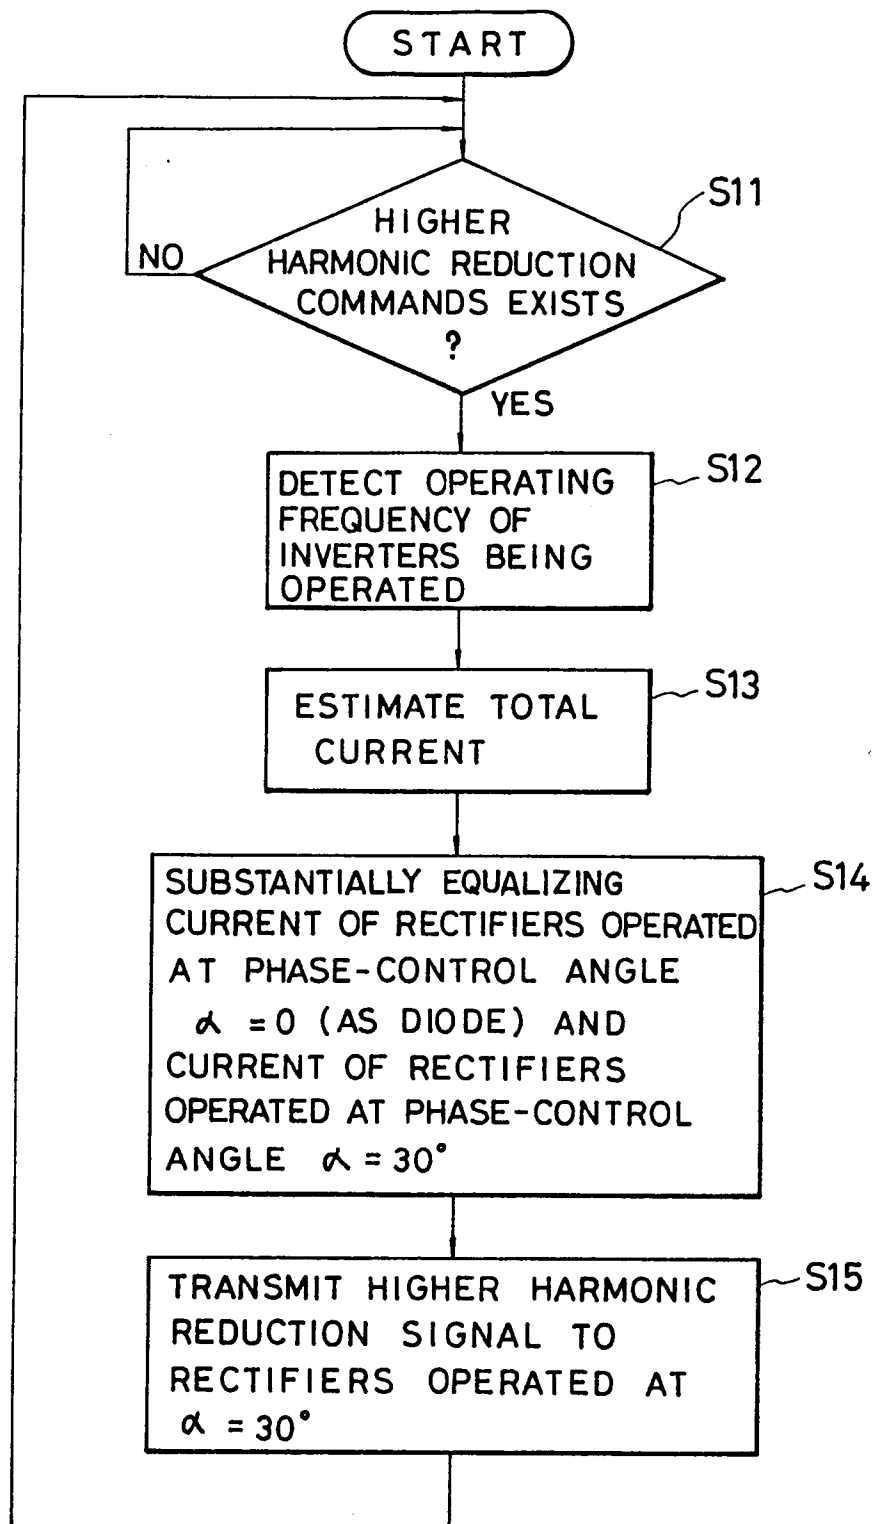 START
S11
HIGHER
HARMONIC REDUCTION
COMMANDS EXISTS
?
NO
YES
S12
DETECT OPERATING
FREQUENCY OF
INVERTERS BEING
OPERATED
S13
ESTIMATE TOTAL
CURRENT
S14
SUBSTANTIALLY EQUALIZING
CURRENT OF RECTIFIERS OPERATED
AT PHASE-CONTROL ANGLE
α = 0 (AS DIODE) AND
CURRENT OF RECTIFIERS
OPERATED AT PHASE-CONTROL
ANGLE α = 30°
S15
TRANSMIT HIGHER HARMONIC
REDUCTION SIGNAL TO
RECTIFIERS OPERATED AT
α = 30°